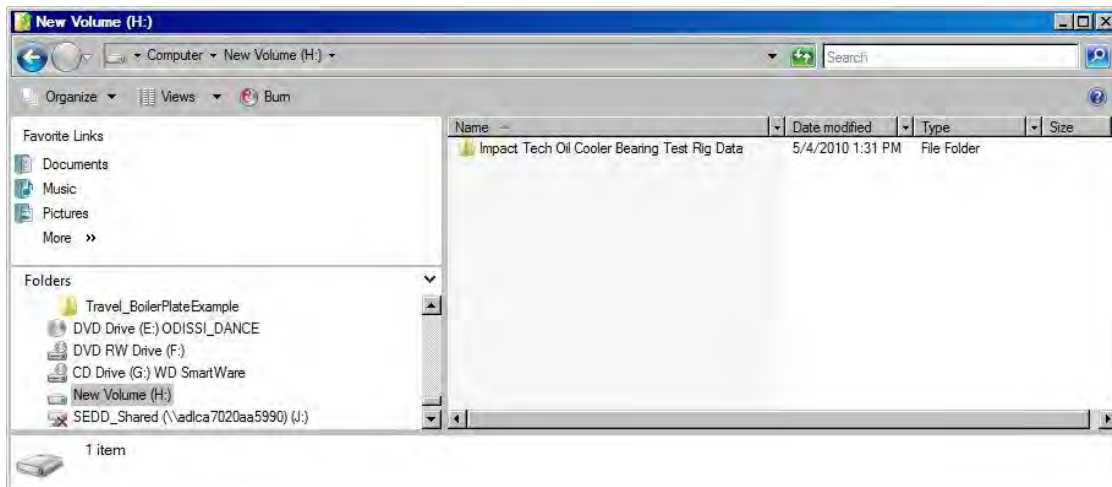 New Volume (H:)
Computer New Volume (H:)
Search
Organize Views Burn
Favorite Links
Documents
Music
Pictures
More »
Folders
Travel_BoilerPlateExample
DVD Drive (E:) ODISSI_DANCE
DVD RW Drive (F:)
CD Drive (G:) WD SmartWare
New Volume (H:)
SEDD_Shared (\\adlca7020aa5990) (J:)
Name Date modified Type Size
Impact Tech Oil Cooler Bearing Test Rig Data 5/4/2010 1:31 PM File Folder
1 item